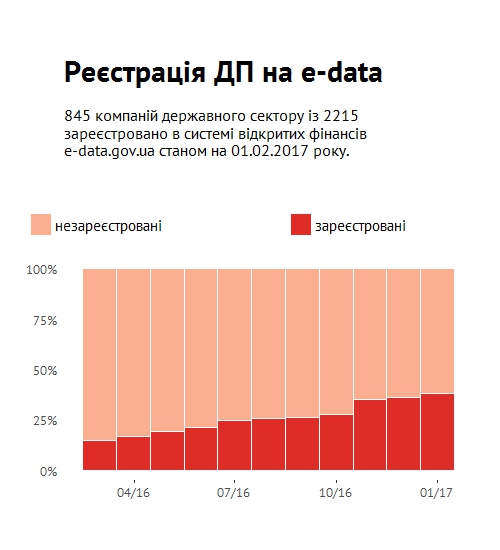 Реєстрація ДП на e-data
845 компаній державного сектору із 2215
зареєстровано в системі відкритих фінансів
e-data.gov.ua станом на 01.02.2017 року.
незареєстровані
зареєстровані
100%
75%
50%
25%
0%
04/16
07/16
10/16
01/17